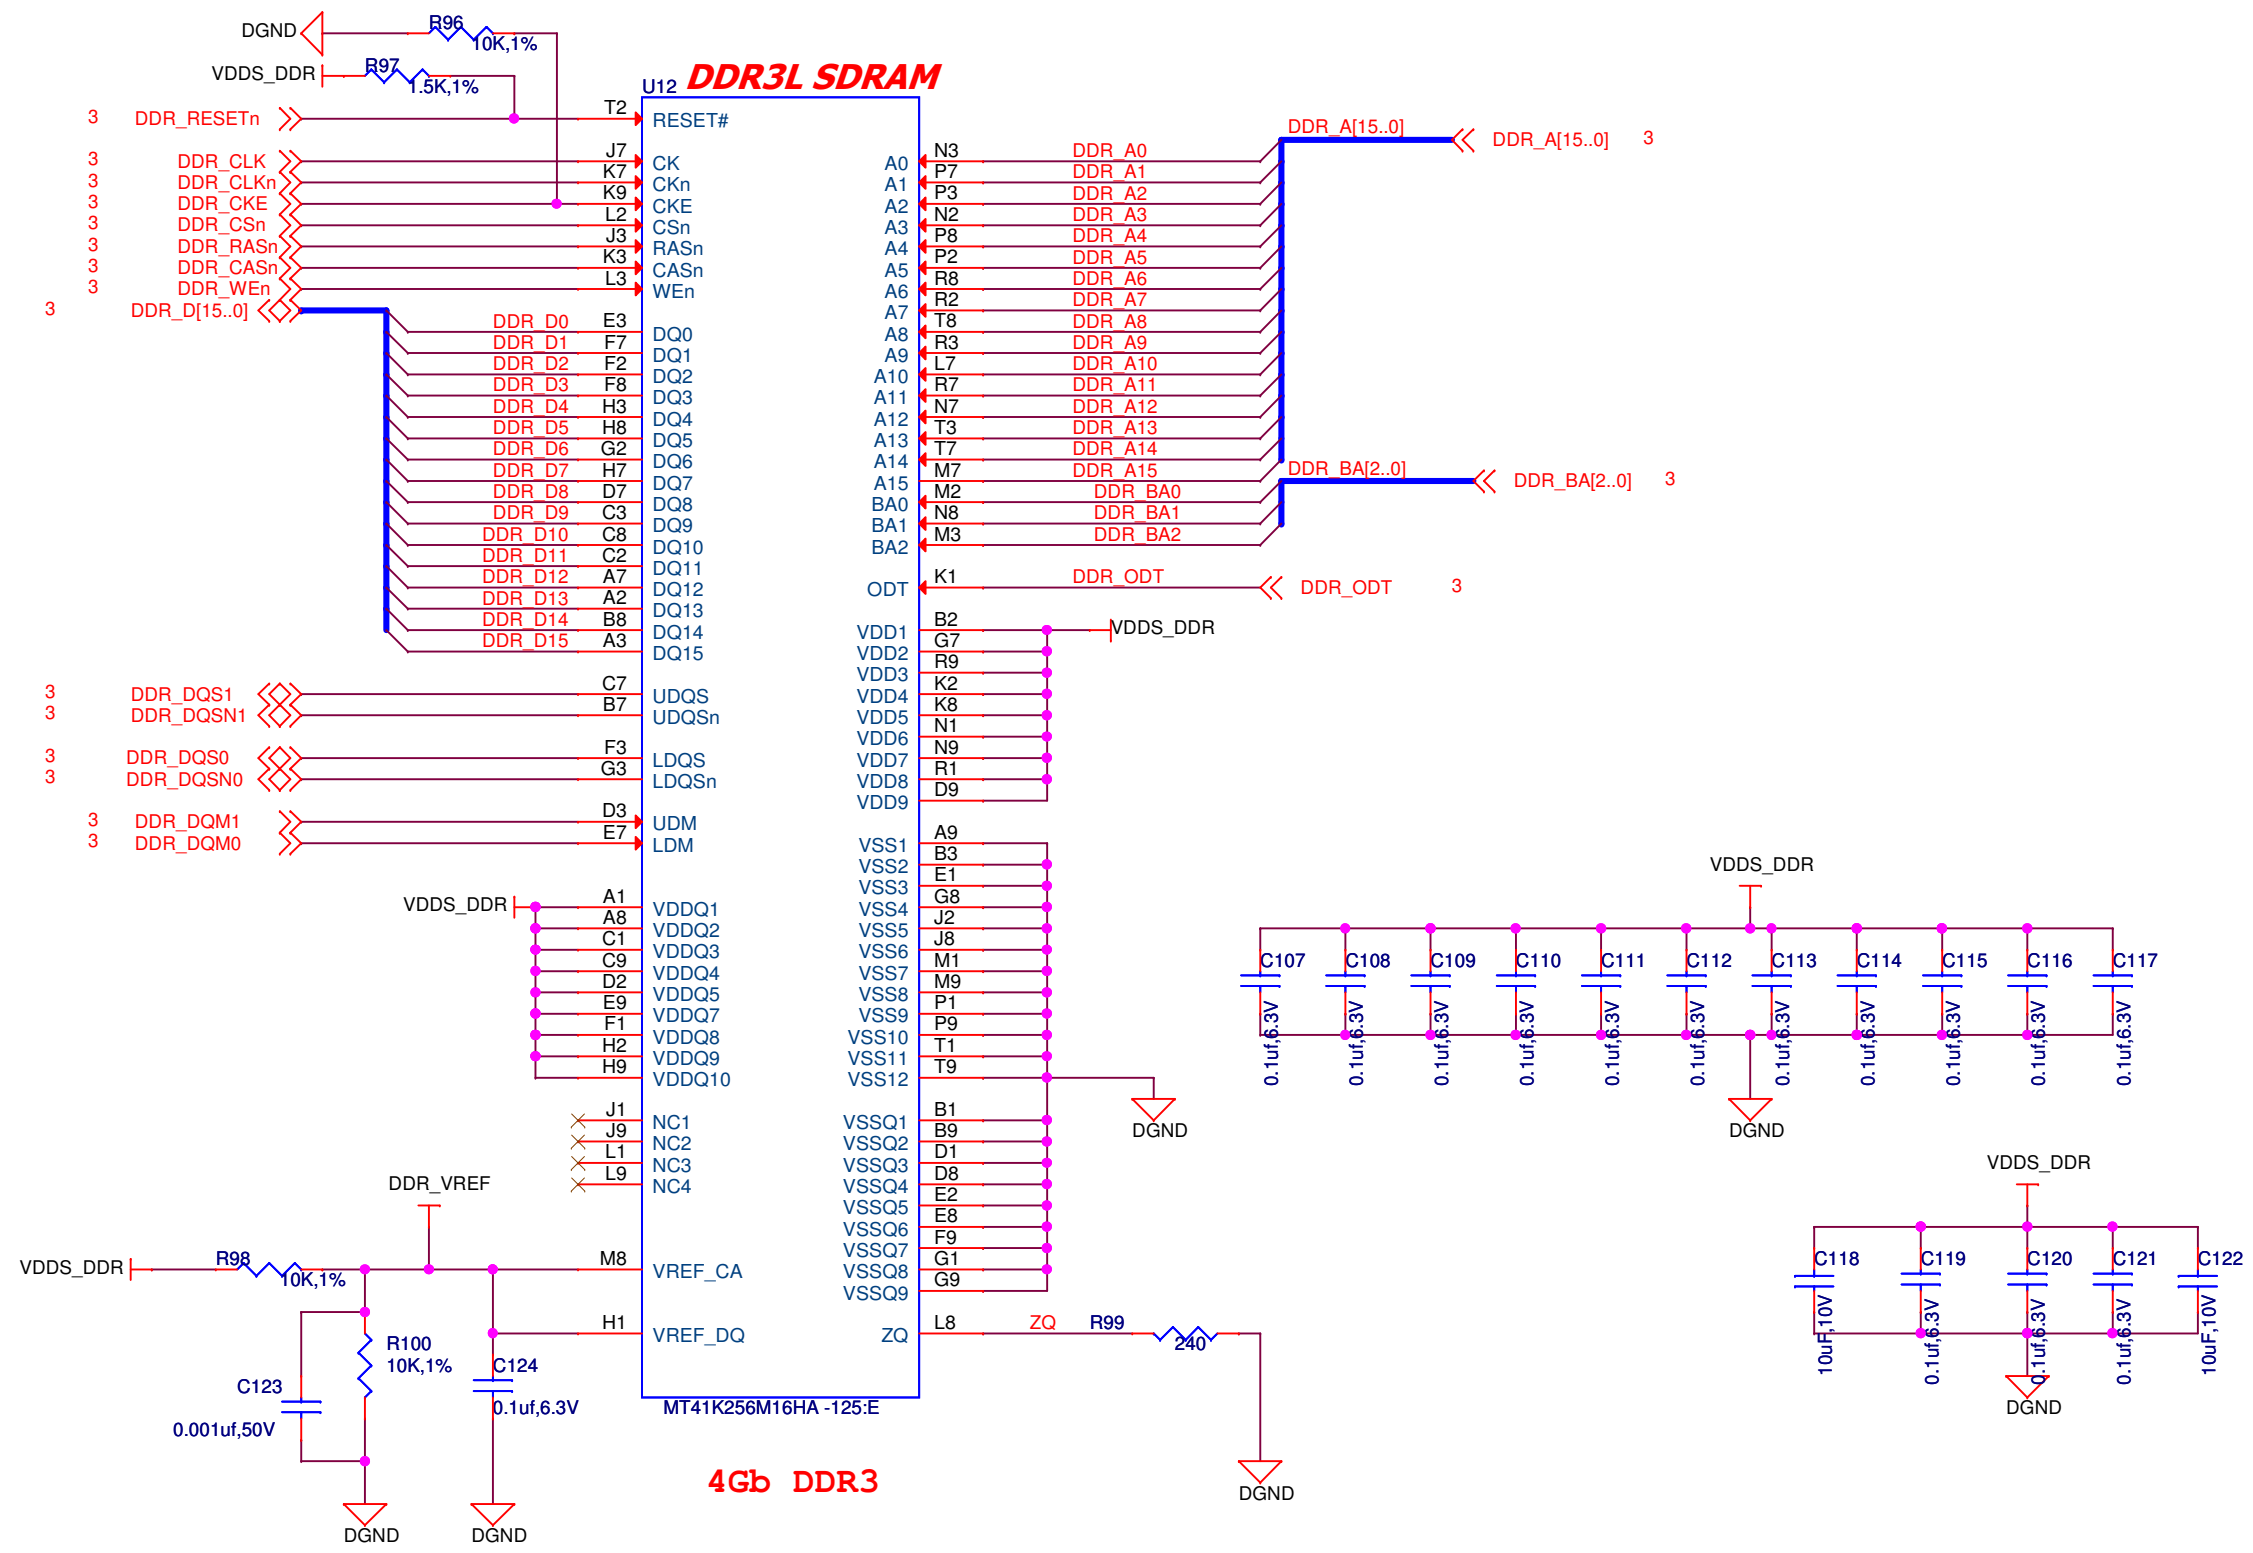 DGND
R96
10K,1%
VDDS_DDR
R97
1.5K,1%
U12
DDR3L SDRAM
3 DDR_RESETn T2 RESET#
3 DDR_CLK J7 CK
3 DDR_CLKn K7 CKn
3 DDR_CKE K9 CKE
3 DDR_CSn L2 CSn
3 DDR_RASn J3 RASn
3 DDR_CASn K3 CASn
3 DDR_WEn L3 WEn
3 DDR_D[15..0]
DDR_D0 E3 DQ0
DDR_D1 F7 DQ1
DDR_D2 F2 DQ2
DDR_D3 F8 DQ3
DDR_D4 H3 DQ4
DDR_D5 H8 DQ5
DDR_D6 G2 DQ6
DDR_D7 H7 DQ7
DDR_D8 D7 DQ8
DDR_D9 C3 DQ9
DDR_D10 C8 DQ10
DDR_D11 C2 DQ11
DDR_D12 A7 DQ12
DDR_D13 A2 DQ13
DDR_D14 B8 DQ14
DDR_D15 A3 DQ15
3 DDR_DQS1 C7 UDQS
3 DDR_DQSN1 B7 UDQSn
3 DDR_DQS0 F3 LDQS
3 DDR_DQSN0 G3 LDQSn
3 DDR_DQM1 D3 UDM
3 DDR_DQM0 E7 LDM
VDDS_DDR A1 VDDQ1
A8 VDDQ2
C1 VDDQ3
C9 VDDQ4
D2 VDDQ5
E9 VDDQ7
F1 VDDQ8
H2 VDDQ9
H9 VDDQ10
J1 NC1
J9 NC2
L1 NC3
L9 NC4
DDR_VREF
VDDS_DDR
R98
10K,1%
M8 VREF_CA
H1 VREF_DQ
R100
10K,1%
C123
0.001uf,50V
C124
0.1uf,6.3V
DGND
DGND
MT41K256M16HA -125:E
4Gb DDR3
DDR_A[15..0] DDR_A[15..0] 3
A0 N3 DDR_A0
A1 P7 DDR_A1
A2 P3 DDR_A2
A3 N2 DDR_A3
A4 P8 DDR_A4
A5 P2 DDR_A5
A6 R8 DDR_A6
A7 R2 DDR_A7
A8 T8 DDR_A8
A9 R3 DDR_A9
A10 L7 DDR_A10
A11 R7 DDR_A11
A12 N7 DDR_A12
A13 T3 DDR_A13
A14 T7 DDR_A14
A15 M7 DDR_A15
DDR_BA[2..0] DDR_BA[2..0] 3
BA0 M2 DDR_BA0
BA1 N8 DDR_BA1
BA2 M3 DDR_BA2
ODT K1 DDR_ODT DDR_ODT 3
VDD1 B2 VDDS_DDR
VDD2 G7
VDD3 R9
VDD4 K2
VDD5 K8
VDD6 N1
VDD7 N9
VDD8 R1
VDD9 D9
VSS1 A9
VSS2 B3
VSS3 E1
VSS4 G8
VSS5 J2
VSS6 J8
VSS7 M1
VSS8 M9
VSS9 P1
VSS10 P9
VSS11 T1
VSS12 T9
DGND
VSSQ1 B1
VSSQ2 B9
VSSQ3 D1
VSSQ4 D8
VSSQ5 E2
VSSQ6 E8
VSSQ7 F9
VSSQ8 G1
VSSQ9 G9
ZQ L8 ZQ R99
240
DGND
VDDS_DDR
C107 C108 C109 C110 C111 C112 C113 C114 C115 C116 C117
0.1uf,6.3V 0.1uf,6.3V 0.1uf,6.3V 0.1uf,6.3V 0.1uf,6.3V 0.1uf,6.3V 0.1uf,6.3V 0.1uf,6.3V 0.1uf,6.3V 0.1uf,6.3V 0.1uf,6.3V
DGND
VDDS_DDR
C118 C119 C120 C121 C122
10uF,10V 0.1uf,6.3V 0.1uf,6.3V 0.1uf,6.3V 10uF,10V
DGND